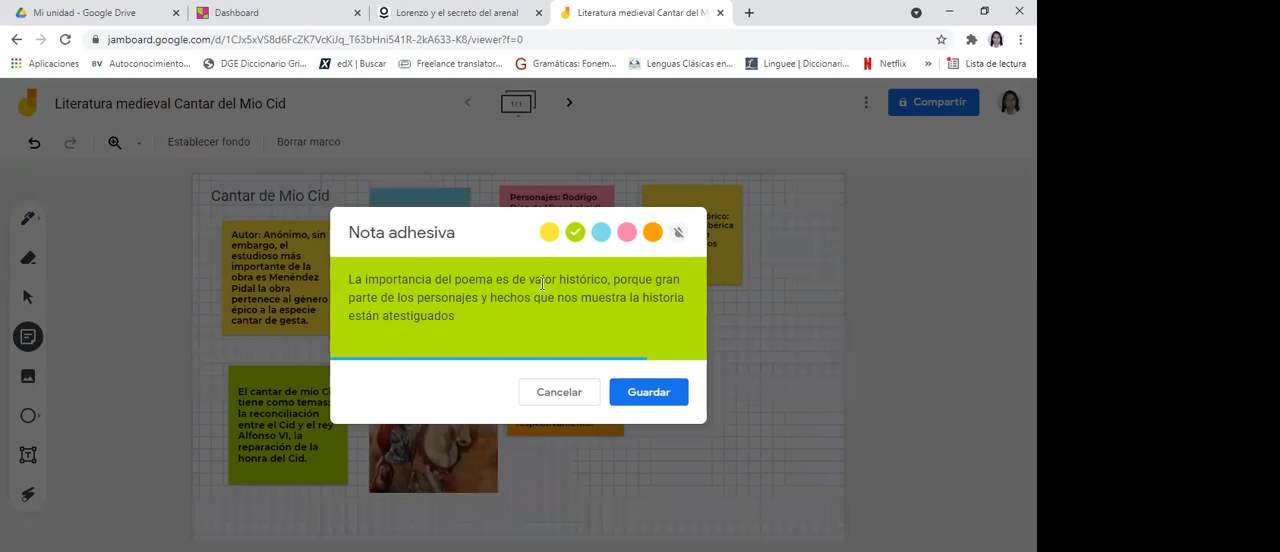 Mi unidad - Google Drive
Dashboard
Lorenzo y el secreto del arenal
Literatura medieval Cantar del M
jamboard.google.com/d/1CJx5xVS8d6FcZK7VcKiJq_T63bHni541R-2kA633-K8/viewer?f=0
Aplicaciones
BV Autoconocimiento...
DGE Diccionario Gri...
edX | Buscar
Freelance translator...
Gramáticas: Fonem...
Lenguas Clásicas en...
Linguee | Diccionari...
Netflix
»
Lista de lectura
Literatura medieval Cantar del Mio Cid
1/1
Compartir
Establecer fondo
Borrar marco
Cantar de Mio Cid
Personajes: Rodrigo
Autor: Anónimo, sin
embargo, el
estudioso más
importante de la
obra es Menéndez
Pidal la obra
pertenece al género
épico a la especie
cantar de gesta.
Nota adhesiva
La importancia del poema es de valor histórico, porque gran
parte de los personajes y hechos que nos muestra la historia
están atestiguados
Cancelar
Guardar
El cantar de mio C
tiene como temas:
la reconciliación
entre el Cid y el rey
Alfonso VI, la
reparación de la
honra del Cid.